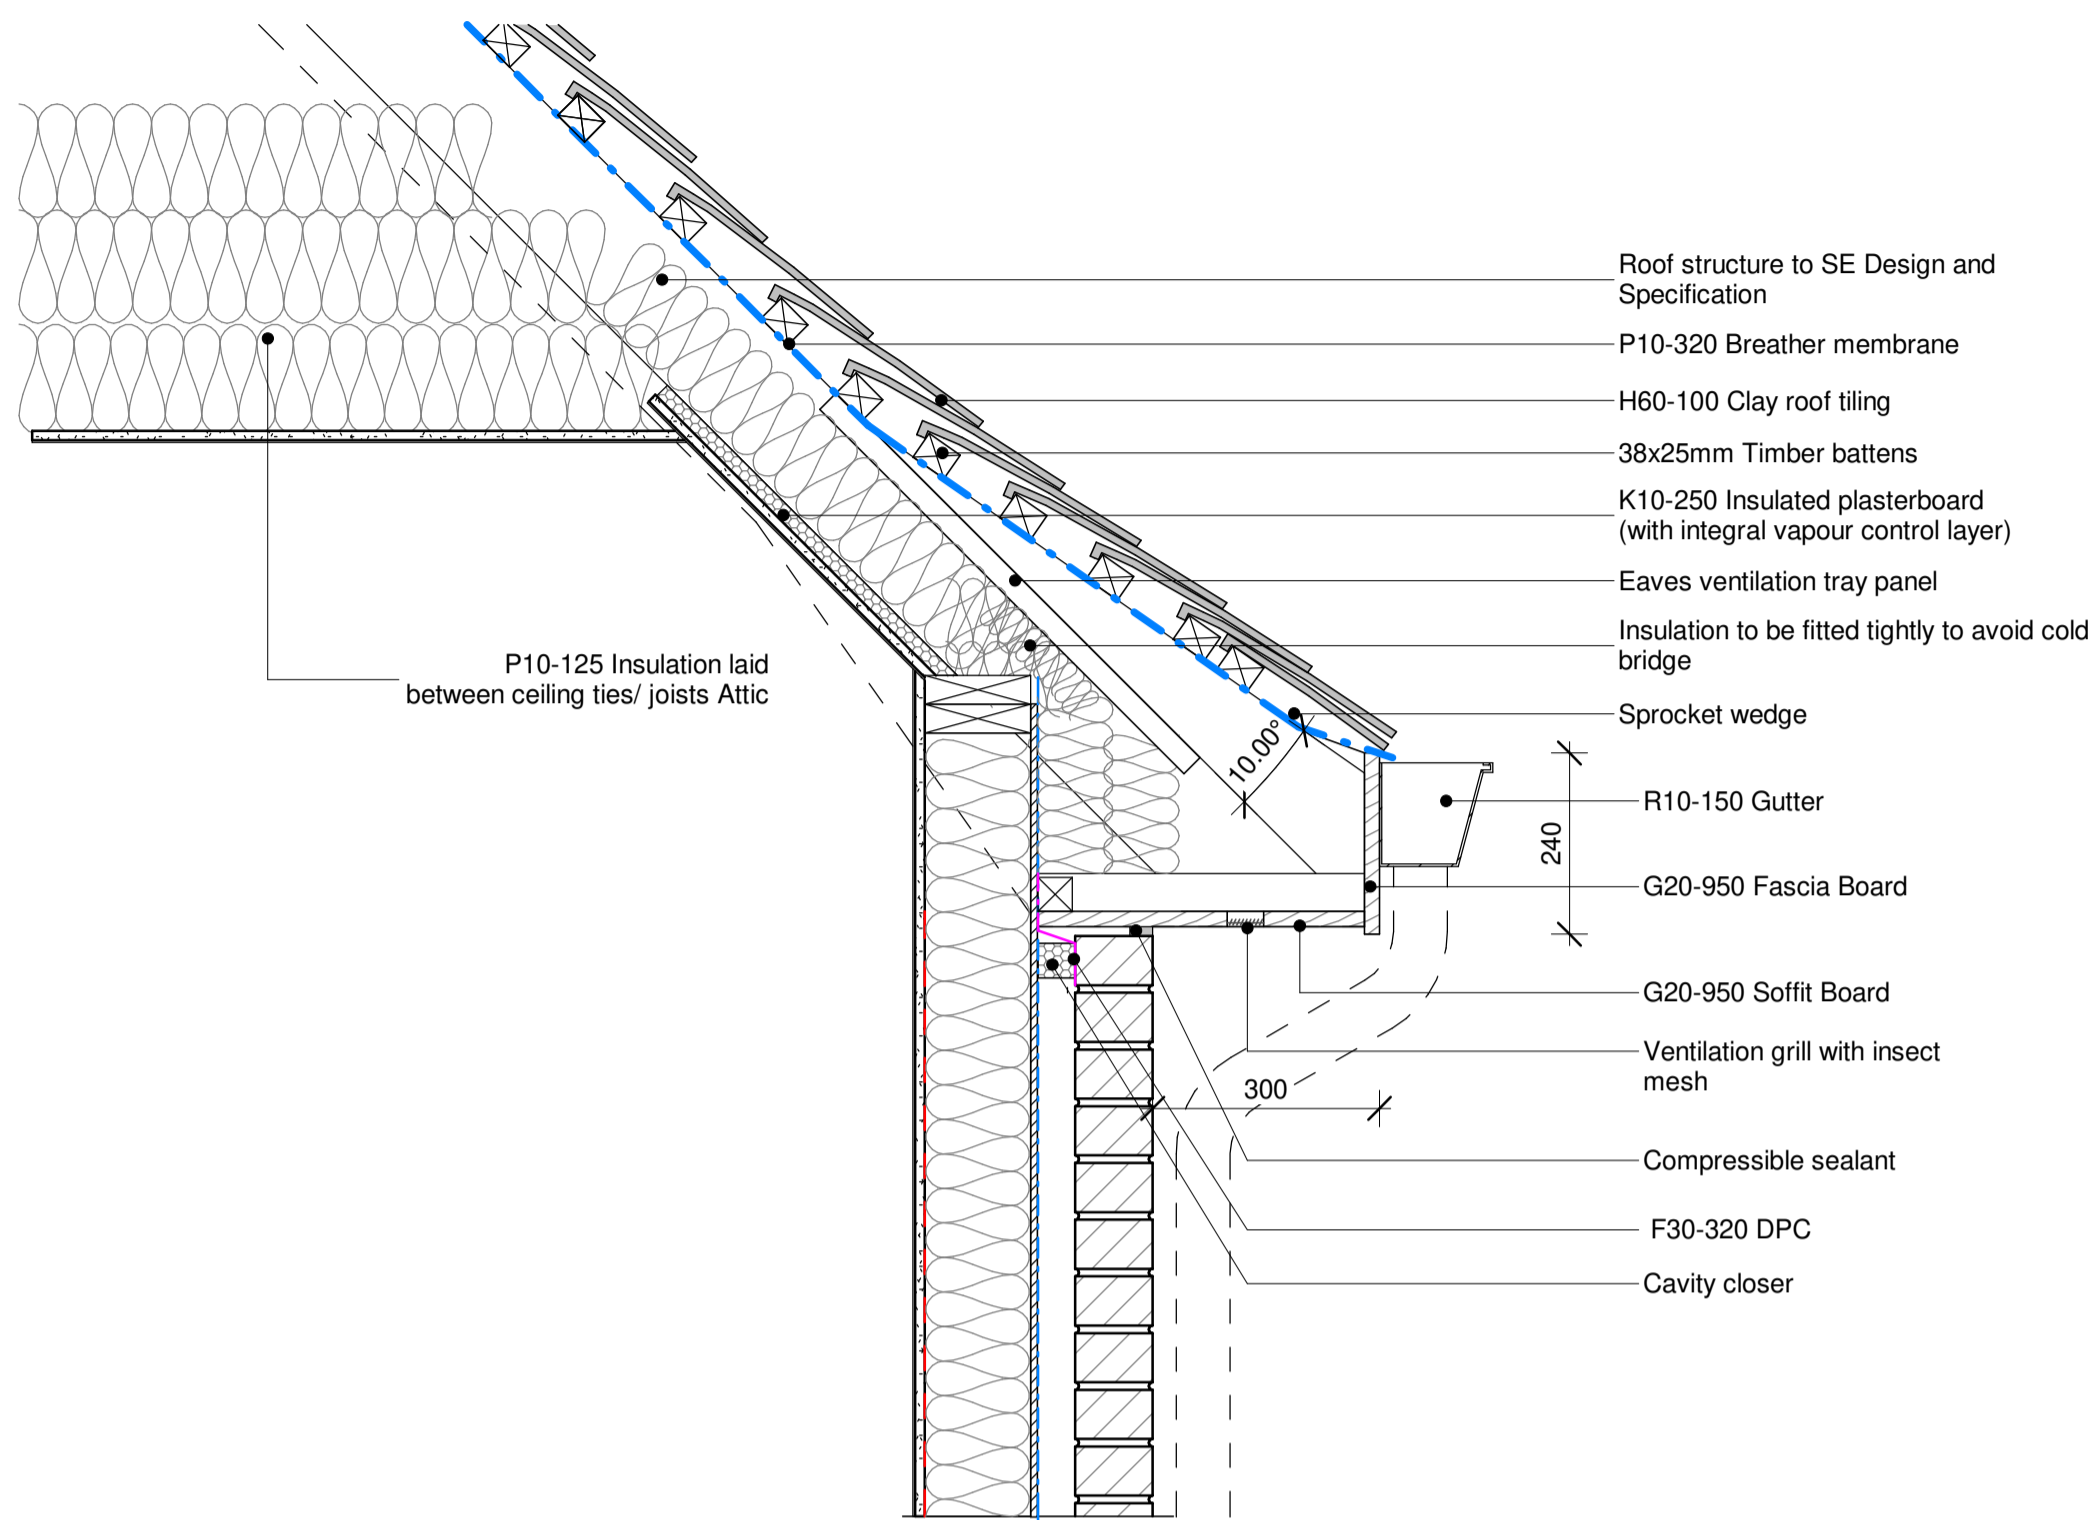 Roof structure to SE Design and
Specification
P10-320 Breather membrane
H60-100 Clay roof tiling
38x25mm Timber battens
K10-250 Insulated plasterboard
(with integral vapour control layer)
Eaves ventilation tray panel
Insulation to be fitted tightly to avoid cold
bridge
P10-125 Insulation laid
between ceiling ties/ joists Attic
Sprocket wedge
10.00°
R10-150 Gutter
240
G20-950 Fascia Board
G20-950 Soffit Board
Ventilation grill with insect
mesh
300
Compressible sealant
F30-320 DPC
Cavity closer